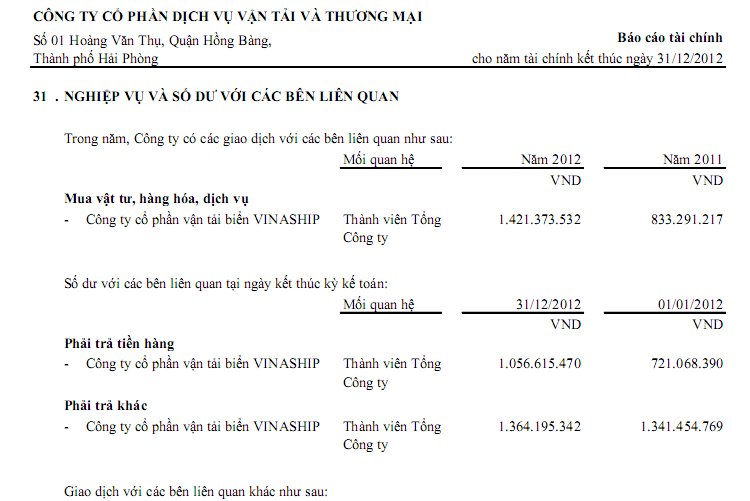 CÔNG TY CỔ PHẦN DỊCH VỤ VẬN TẢI VÀ THƯƠNG MẠI
Số 01 Hoàng Văn Thụ, Quận Hồng Bàng, Báo cáo tài chính
Thành phố Hải Phòng cho năm tài chính kết thúc ngày 31/12/2012
31 . NGHIỆP VỤ VÀ SỐ DƯ VỚI CÁC BÊN LIÊN QUAN
Trong năm, Công ty có các giao dịch với các bên liên quan như sau:
Mối quan hệ Năm 2012 Năm 2011
VND VND
Mua vật tư, hàng hóa, dịch vụ
- Công ty cổ phần vận tải biển VINASHIP Thành viên Tổng 1.421.373.532 833.291.217
Công ty
Số dư với các bên liên quan tại ngày kết thúc kỳ kế toán:
Mối quan hệ 31/12/2012 01/01/2012
VND VND
Phải trả tiền hàng
- Công ty cổ phần vận tải biển VINASHIP Thành viên Tổng 1.056.615.470 721.068.390
Công ty
Phải trả khác
- Công ty cổ phần vận tải biển VINASHIP Thành viên Tổng 1.364.195.342 1.341.454.769
Công ty
Giao dịch với các bên liên quan khác như sau: